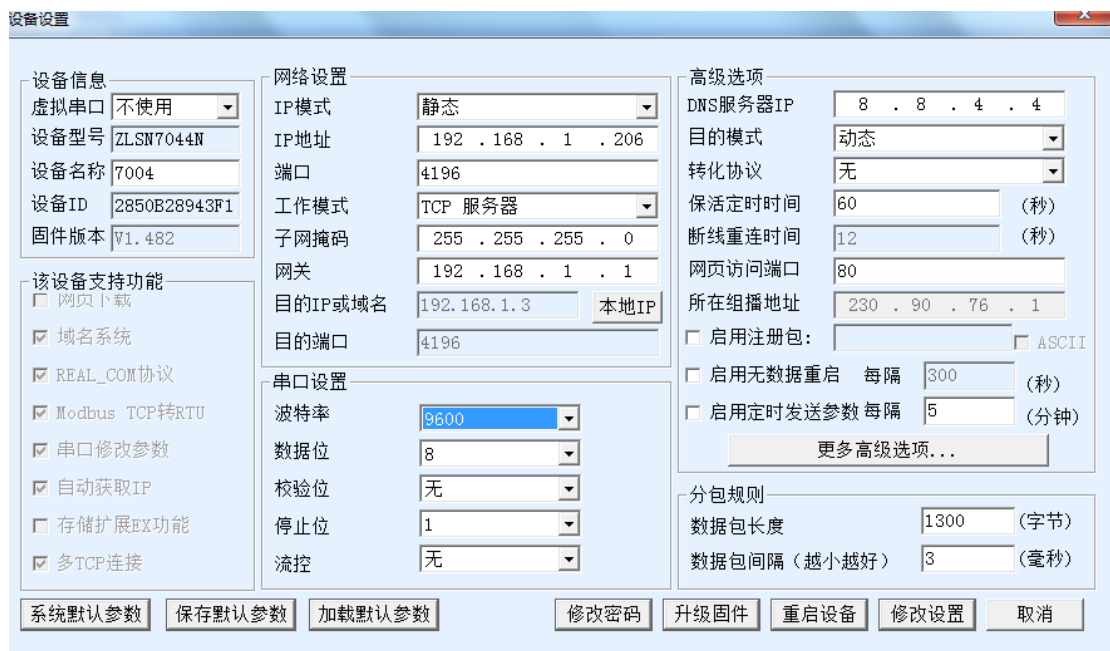 设备设置
设备信息
虚拟串口 不使用
设备型号 ZLSN7044N
设备名称 7004
设备ID 2850B28943F1
固件版本 V1.482
该设备支持功能
网页下载
域名系统
REAL_COM协议
Modbus TCP转RTU
串口修改参数
自动获取IP
存储扩展EX功能
多TCP连接
网络设置
IP模式 静态
IP地址 192 . 168 . 1 . 206
端口 4196
工作模式 TCP 服务器
子网掩码 255 . 255 . 255 . 0
网关 192 . 168 . 1 . 1
目的IP或域名 192.168.1.3 本地IP
目的端口 4196
串口设置
波特率 9600
数据位 8
校验位 无
停止位 1
流控 无
高级选项
DNS服务器IP 8 . 8 . 4 . 4
目的模式 动态
转化协议 无
保活定时时间 60 (秒)
断线重连时间 12 (秒)
网页访问端口 80
所在组播地址 230 . 90 . 76 . 1
启用注册包: ASCII
启用无数据重启 每隔 300 (秒)
启用定时发送参数 每隔 5 (分钟)
更多高级选项...
分包规则
数据包长度 1300 (字节)
数据包间隔(越小越好) 3 (毫秒)
系统默认参数 保存默认参数 加载默认参数 修改密码 升级固件 重启设备 修改设置 取消